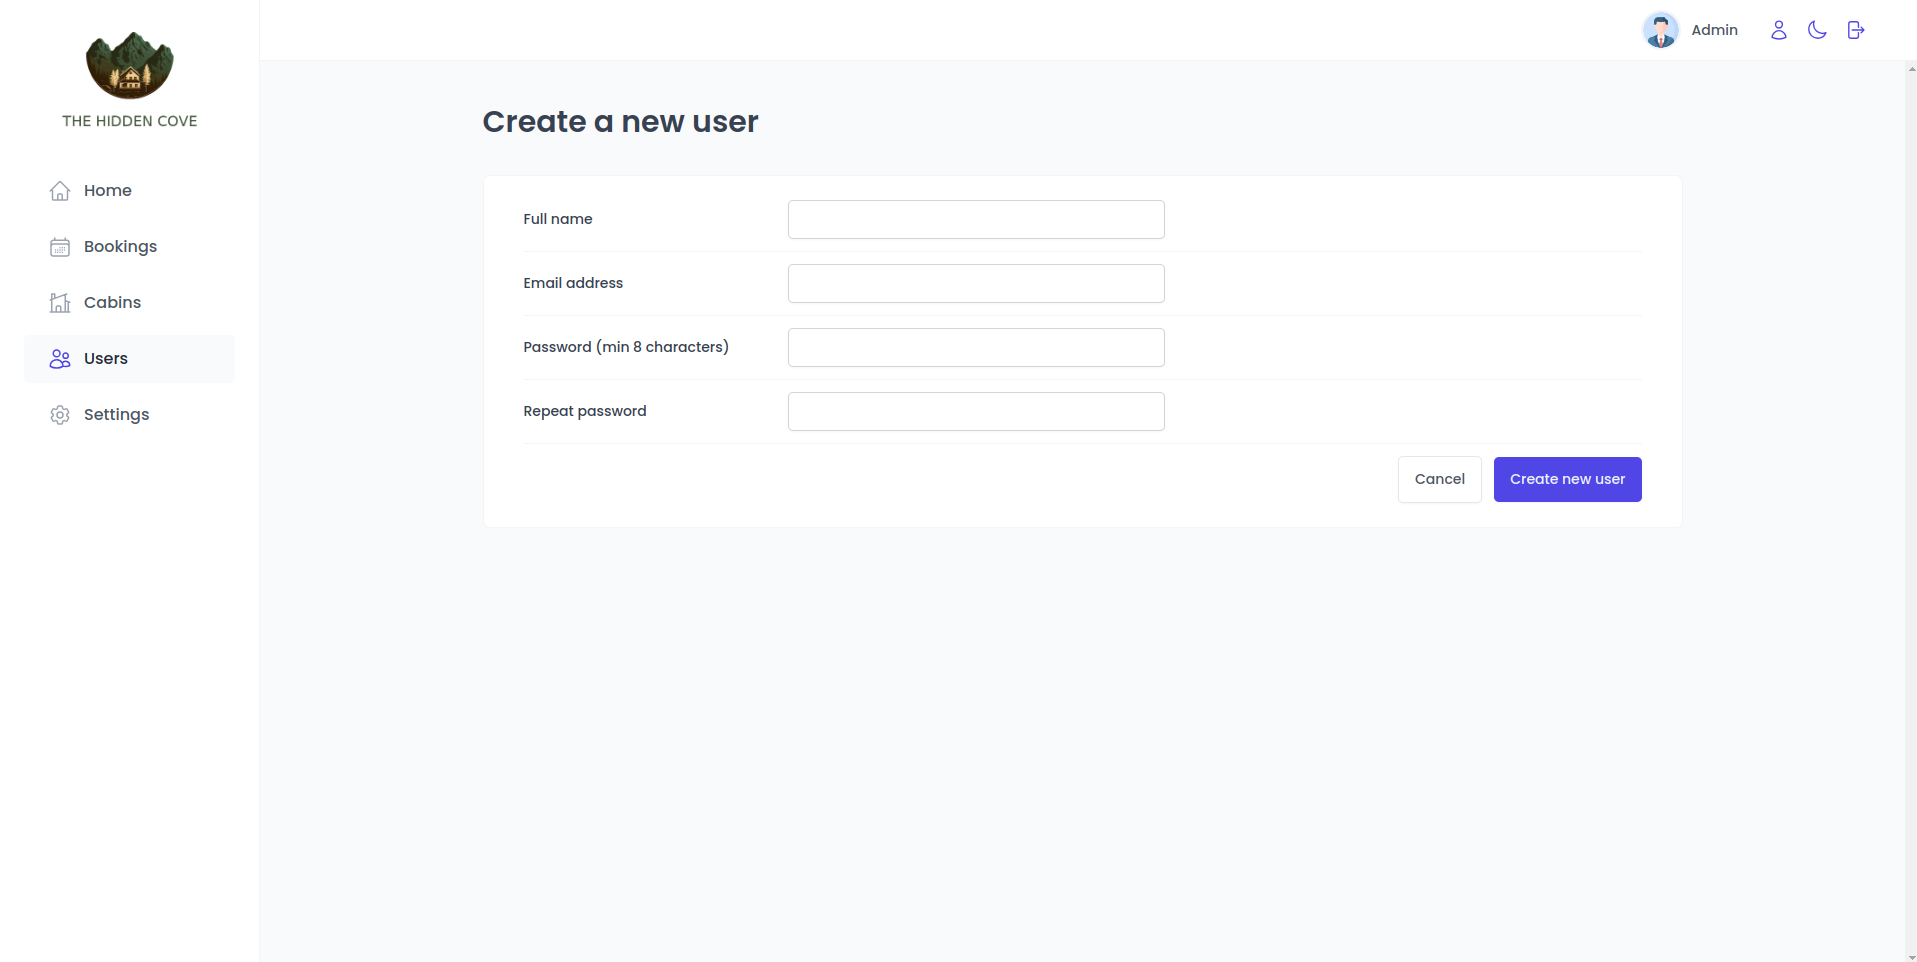 THE HIDDEN COVE
Home
Bookings
Cabins
Users
Settings
Admin
Create a new user
Full name
Email address
Password (min 8 characters)
Repeat password
Cancel
Create new user